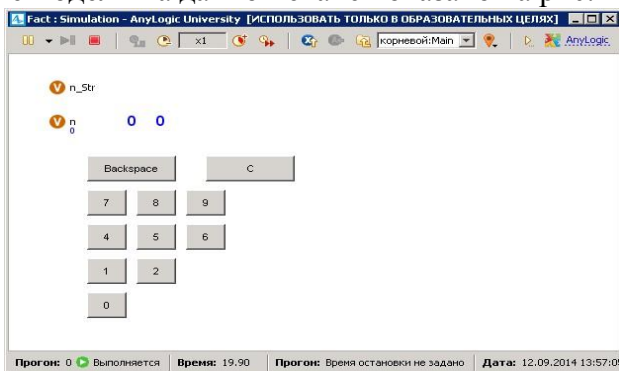 Fact : Simulation - AnyLogic University [ИСПОЛЬЗОВАТЬ ТОЛЬКО В ОБРАЗОВАТЕЛЬНЫХ ЦЕЛЯХ]
x1 корневой:Main AnyLogic
n_Str
n 0 0
0
Backspace C
7 8 9
4 5 6
1 2
0
Прогон: 0 Выполняется Время: 19.90 Прогон: Время остановки не задано Дата: 12.09.2014 13:57:0